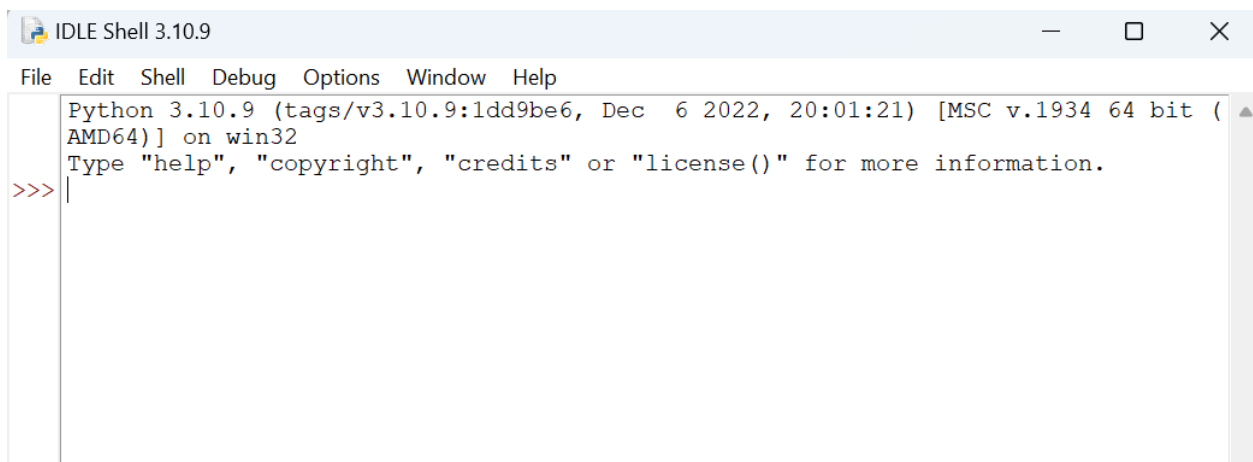 IDLE Shell 3.10.9
File Edit Shell Debug Options Window Help
Python 3.10.9 (tags/v3.10.9:1dd9be6, Dec  6 2022, 20:01:21) [MSC v.1934 64 bit (
AMD64)] on win32
Type "help", "copyright", "credits" or "license()" for more information.
>>>